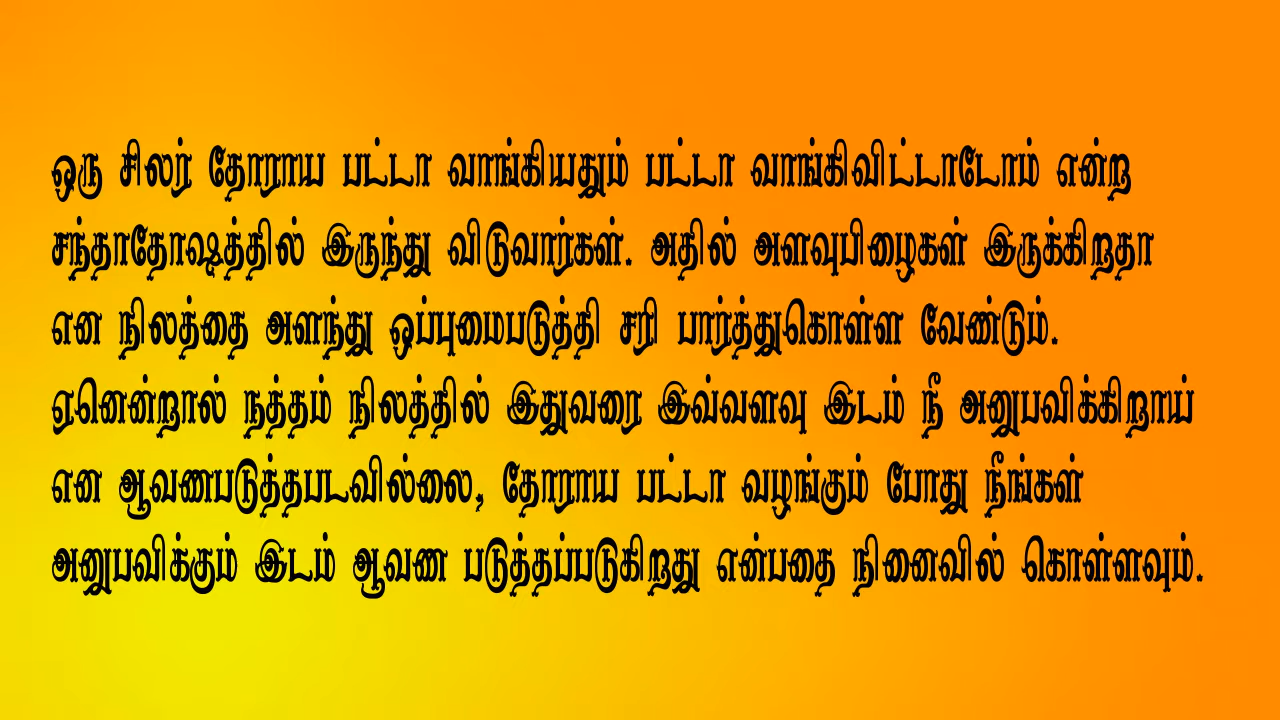 ஒரு சிலர் தோராய பட்டா வாங்கியதும் பட்டா வாங்கிவிட்டாடோம் என்ற
சந்தாதோஷத்தில் இருந்து விடுவார்கள். அதில் அளவுபிழைகள் இருக்கிறதா
என நிலத்தை அளந்து ஒப்புமைபடுத்தி சரி பார்த்துகொள்ள வேண்டும்.
ஏனென்றால் நத்தம் நிலத்தில் இதுவரை இவ்வளவு இடம் நீ அனுபவிக்கிறாய்
என ஆவணபடுத்தபடவில்லை, தோராய பட்டா வழங்கும் போது நீங்கள்
அனுபவிக்கும் இடம் ஆவண படுத்தப்படுகிறது என்பதை நினைவில் கொள்ளவும்.